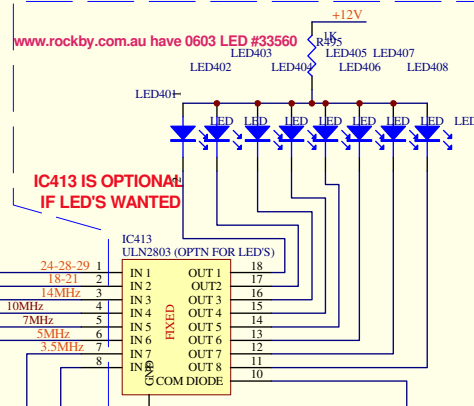 +12V
www.rockby.com.au have 0603 LED #33560
1K
R495
LED403
LED405 LED407
LED402
LED404
LED406
LED408
LED401
LED LED LED LED LED LED LED LED
IC413 IS OPTIONAL
IF LED'S WANTED
IC413
ULN2803 (OPTN FOR LED'S)
24-28-29 1 IN 1 OUT 1 18
18-21 2 IN 2 OUT2 17
14MHz 3 IN 3 OUT 3 16
10MHz 4 IN 4 OUT 4 15
7MHz 5 IN 5 OUT 5 14
5MHz 6 IN 6 OUT 6 13
3.5MHz 7 IN 7 OUT 7 12
8 IN 8 OUT 8 11
COM DIODE 10
FIXED
GND